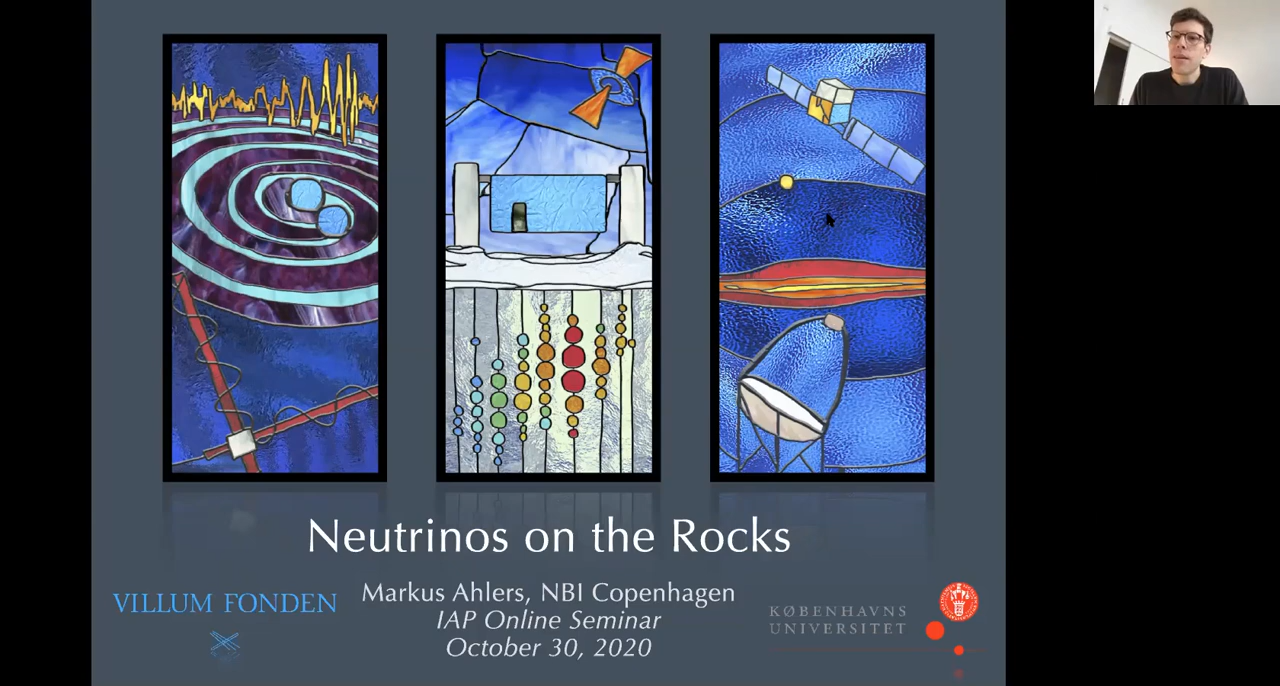 Neutrinos on the Rocks
VILLUM FONDEN
Markus Ahlers, NBI Copenhagen
IAP Online Seminar
October 30, 2020
KØBENHAVNS
UNIVERSITET